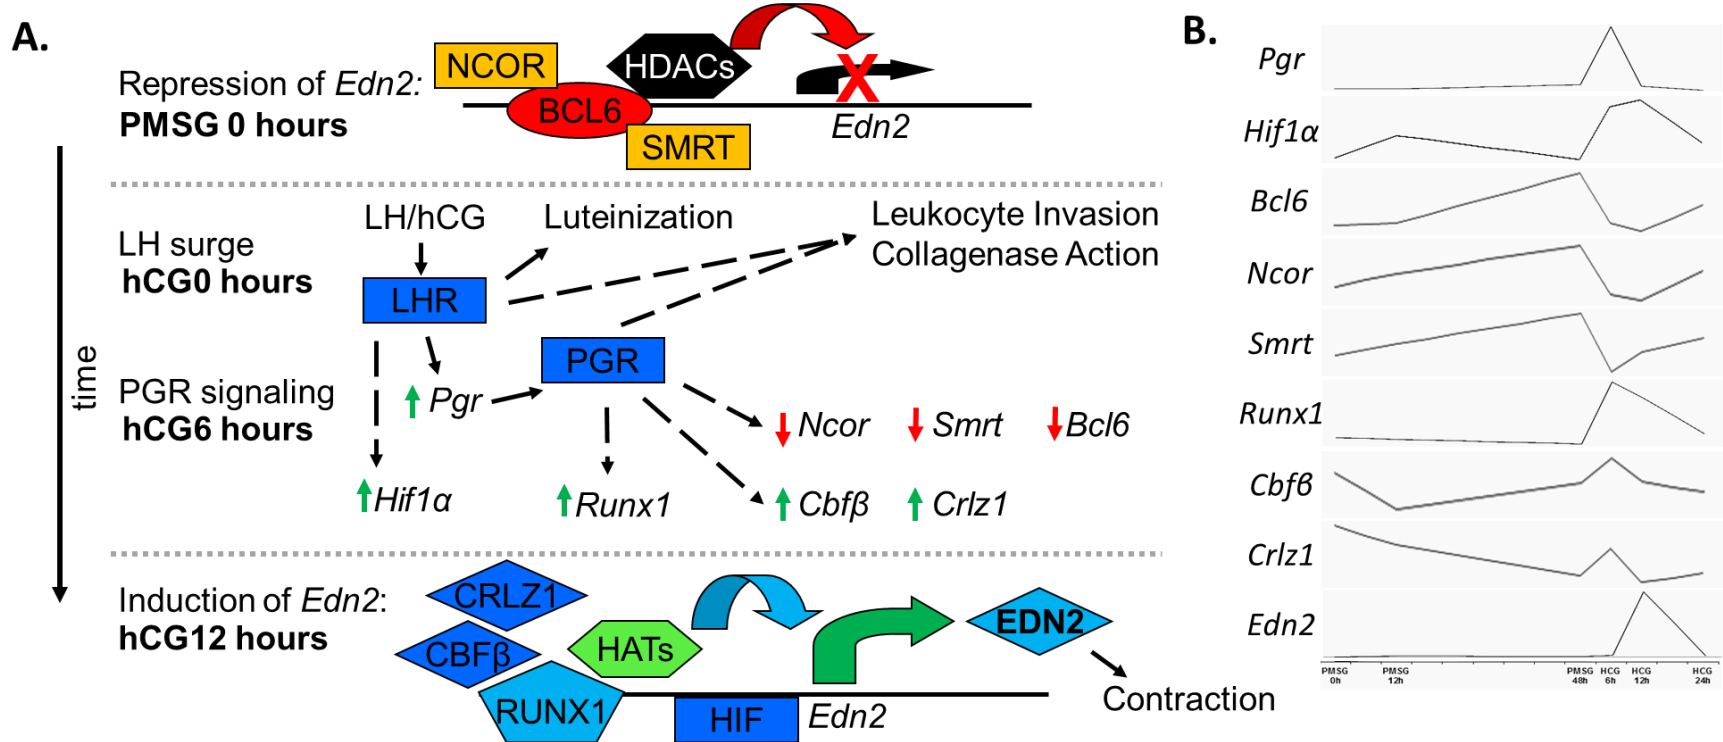 A.
Repression of Edn2:
PMSG 0 hours
NCOR
HDACs
BCL6
SMRT
X
Edn2
time
LH surge
hCG0 hours
LH/hCG
Luteinization
Leukocyte Invasion
Collagenase Action
LHR
PGR signaling
hCG6 hours
Pgr
PGR
Ncor
Smrt
Bcl6
Hif1α
Runx1
Cbfβ
Crlz1
Induction of Edn2:
hCG12 hours
CRLZ1
CBFβ
RUNX1
HATs
HIF
Edn2
EDN2
Contraction
B.
Pgr
Hif1α
Bcl6
Ncor
Smrt
Runx1
Cbfβ
Crlz1
Edn2
PMSG 0h
PMSG 12h
PMSG 48h
HCG 6h
HCG 12h
HCG 24h